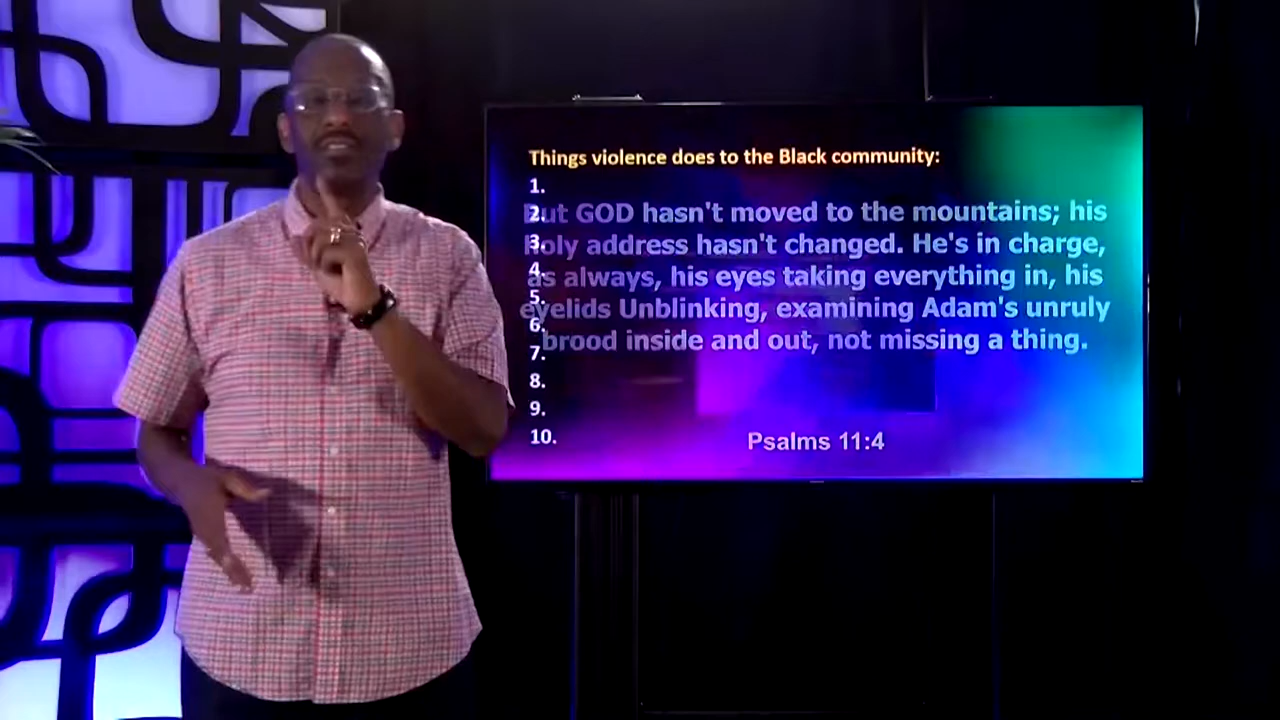 Things violence does to the Black community:
1.
2.
3.
4.
5.
6.
7.
8.
9.
10.
But GOD hasn't moved to the mountains; his
holy address hasn't changed. He's in charge,
as always, his eyes taking everything in, his
eyelids Unblinking, examining Adam's unruly
brood inside and out, not missing a thing.
Psalms 11:4